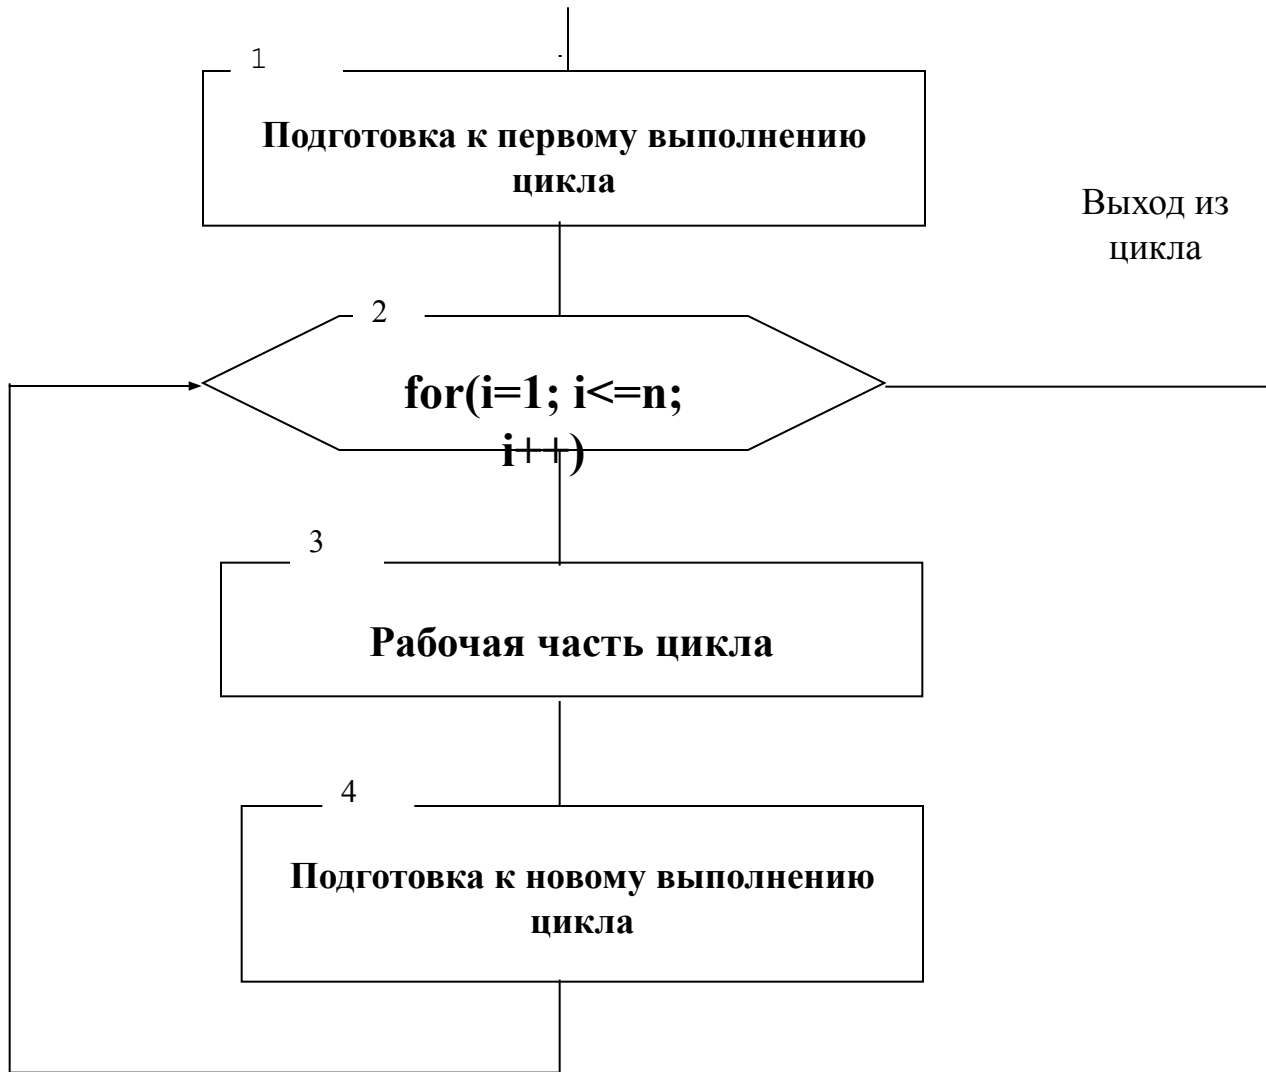 1
Подготовка к первому выполнению
цикла
Выход из
цикла
2
for(i=1; i<=n;
i++)
3
Рабочая часть цикла
4
Подготовка к новому выполнению
цикла